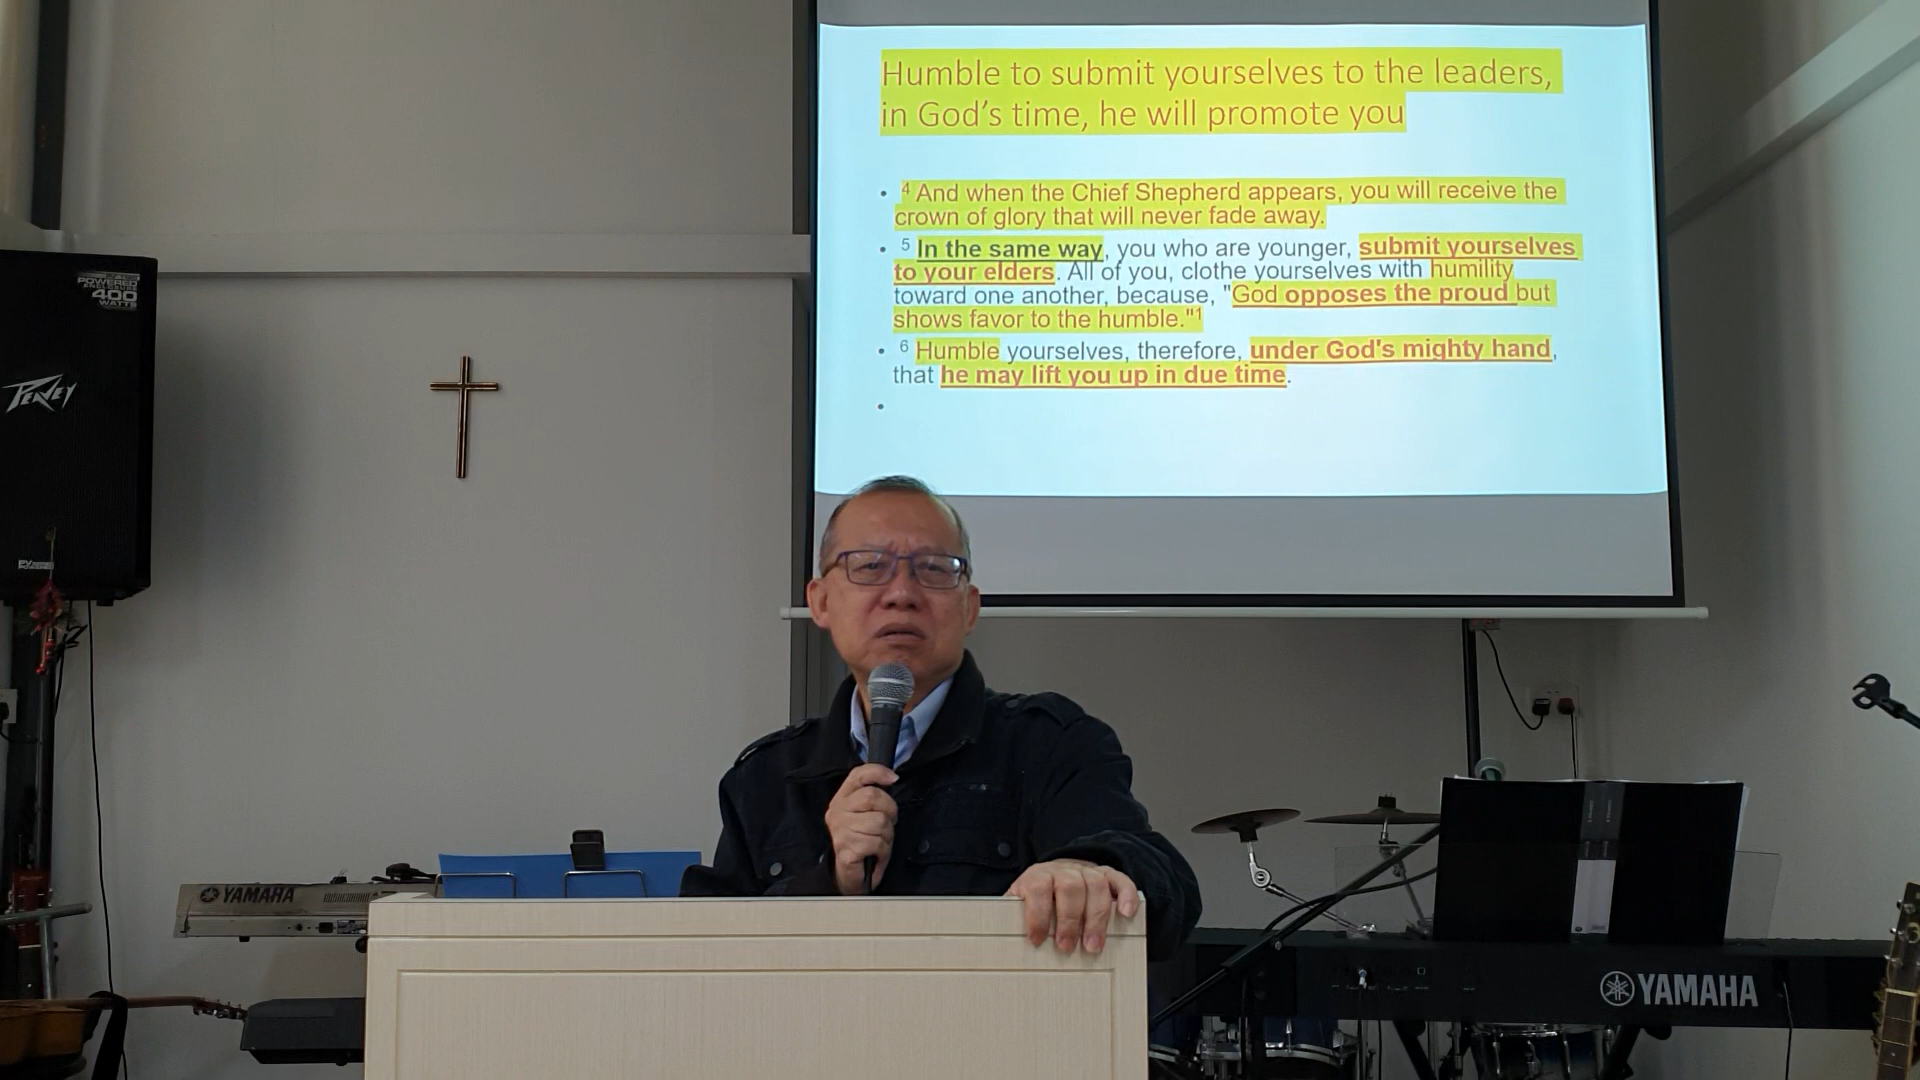 Humble to submit yourselves to the leaders,
in God's time, he will promote you
• ⁴ And when the Chief Shepherd appears, you will receive the
crown of glory that will never fade away.
• ⁵ In the same way, you who are younger, submit yourselves
to your elders. All of you, clothe yourselves with humility
toward one another, because, "God opposes the proud but
shows favor to the humble."¹
• ⁶ Humble yourselves, therefore, under God's mighty hand,
that he may lift you up in due time.
•
POWERED
ENCLOSURE
400
WATTS
PEAVEY
YAMAHA
YAMAHA